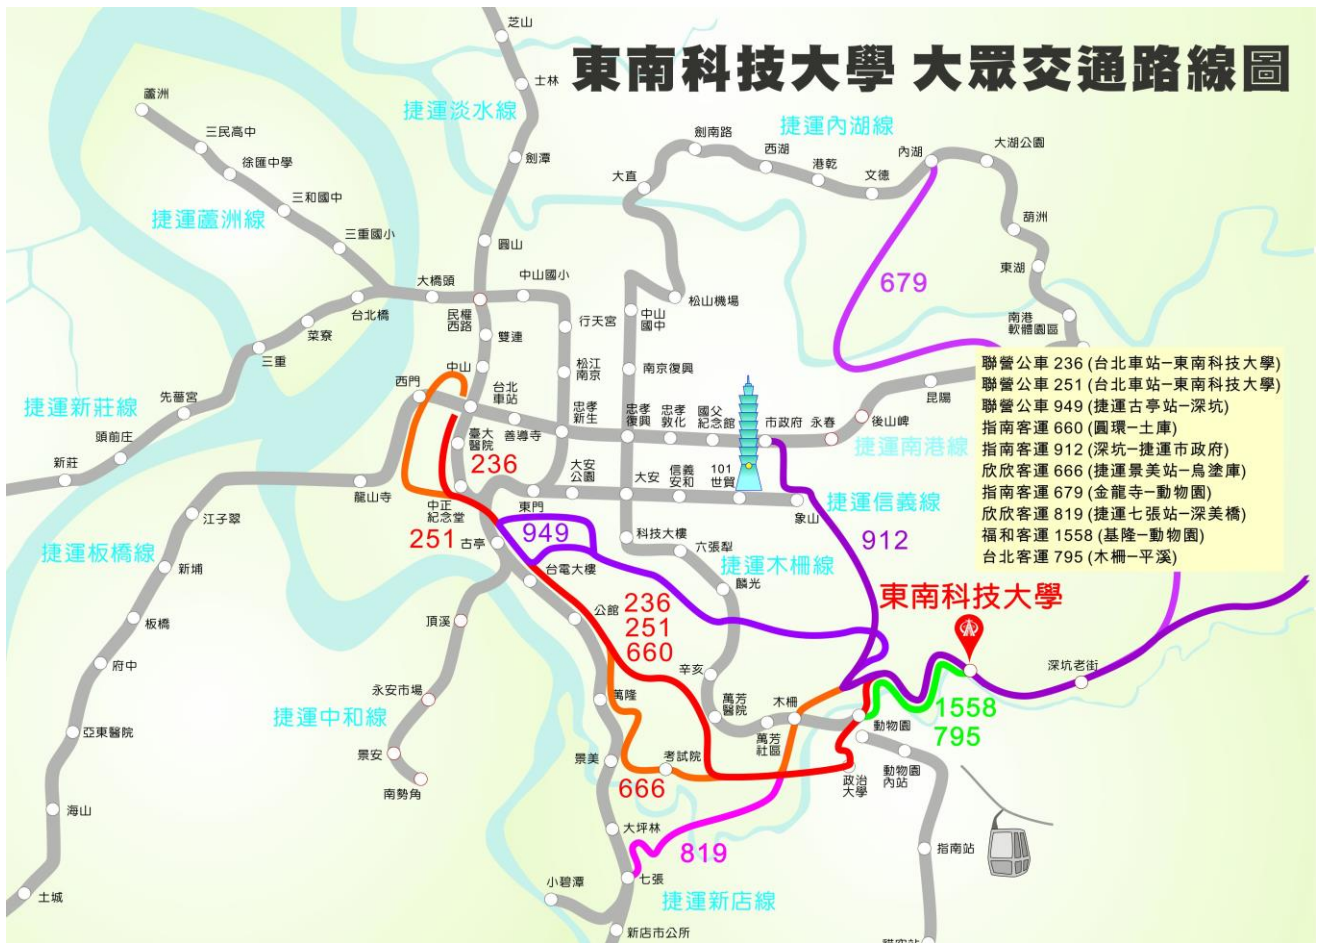 東南科技大學 大眾交通路線圖
芝山
士林
捷運淡水線
劍潭
圓山
蘆洲
三民高中
徐匯中學
三和國中
捷運蘆洲線
三重國小
大橋頭
中山國小
台北橋
民權
西路
雙連
行天宮
菜寮
三重
先嗇宮
捷運新莊線
頭前庄
新莊
劍南路
西湖
捷運內湖線
港乾
文德
內湖
大湖公園
大直
葫洲
東湖
南港
軟體園區
松山機場
中山
國中
679
西門
中山
台北
車站
松江
南京
南京復興
善導寺
忠孝
新生
忠孝
復興
忠孝
敦化
國父
紀念館
市政府
永春
後山碑
昆陽
捷運南港線
聯營公車 236 (台北車站–東南科技大學)
聯營公車 251 (台北車站–東南科技大學)
聯營公車 949 (捷運古亭站–深坑)
指南客運 660 (圓環–土庫)
指南客運 912 (深坑–捷運市政府)
欣欣客運 666 (捷運景美站–烏塗庫)
指南客運 679 (金龍寺–動物園)
欣欣客運 819 (捷運七張站–深美橋)
福和客運 1558 (基隆–動物園)
台北客運 795 (木柵–平溪)
臺大
醫院
236
大安
公園
大安
信義
安和
101
世貿
象山
捷運信義線
龍山寺
中正
紀念堂
東門
江子翠
251
古亭
949
科技大樓
六張犁
912
捷運板橋線
新埔
台電大樓
捷運木柵線
麟光
東南科技大學
板橋
頂溪
公館
236
251
660
府中
辛亥
深坑老街
永安市場
萬隆
萬芳
醫院
木柵
1558
795
捷運中和線
亞東醫院
萬芳
社區
動物園
景安
景美
考試院
南勢角
666
政治
大學
動物園
內站
海山
大坪林
819
指南站
七張
小碧潭
捷運新店線
土城
新店市公所